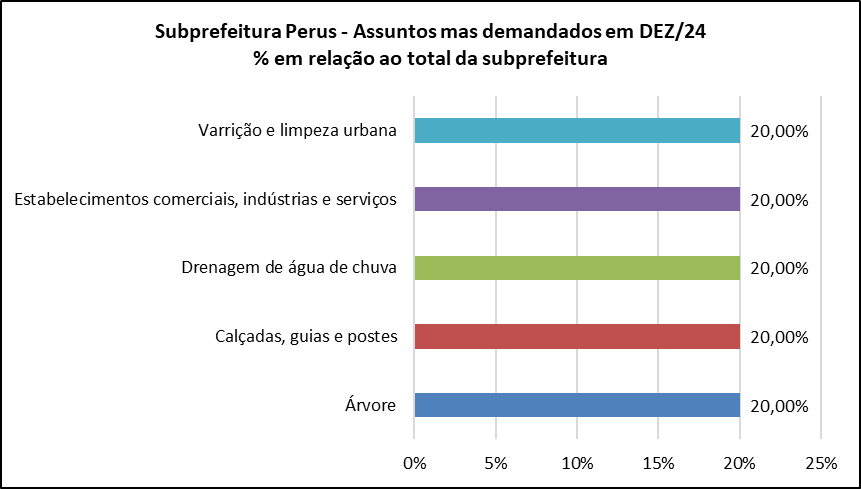 Subprefeitura Perus - Assuntos mas demandados em DEZ/24
% em relação ao total da subprefeitura
Varrição e limpeza urbana
20,00%
Estabelecimentos comerciais, indústrias e serviços
20,00%
Drenagem de água de chuva
20,00%
Calçadas, guias e postes
20,00%
Árvore
20,00%
0% 5% 10% 15% 20% 25%